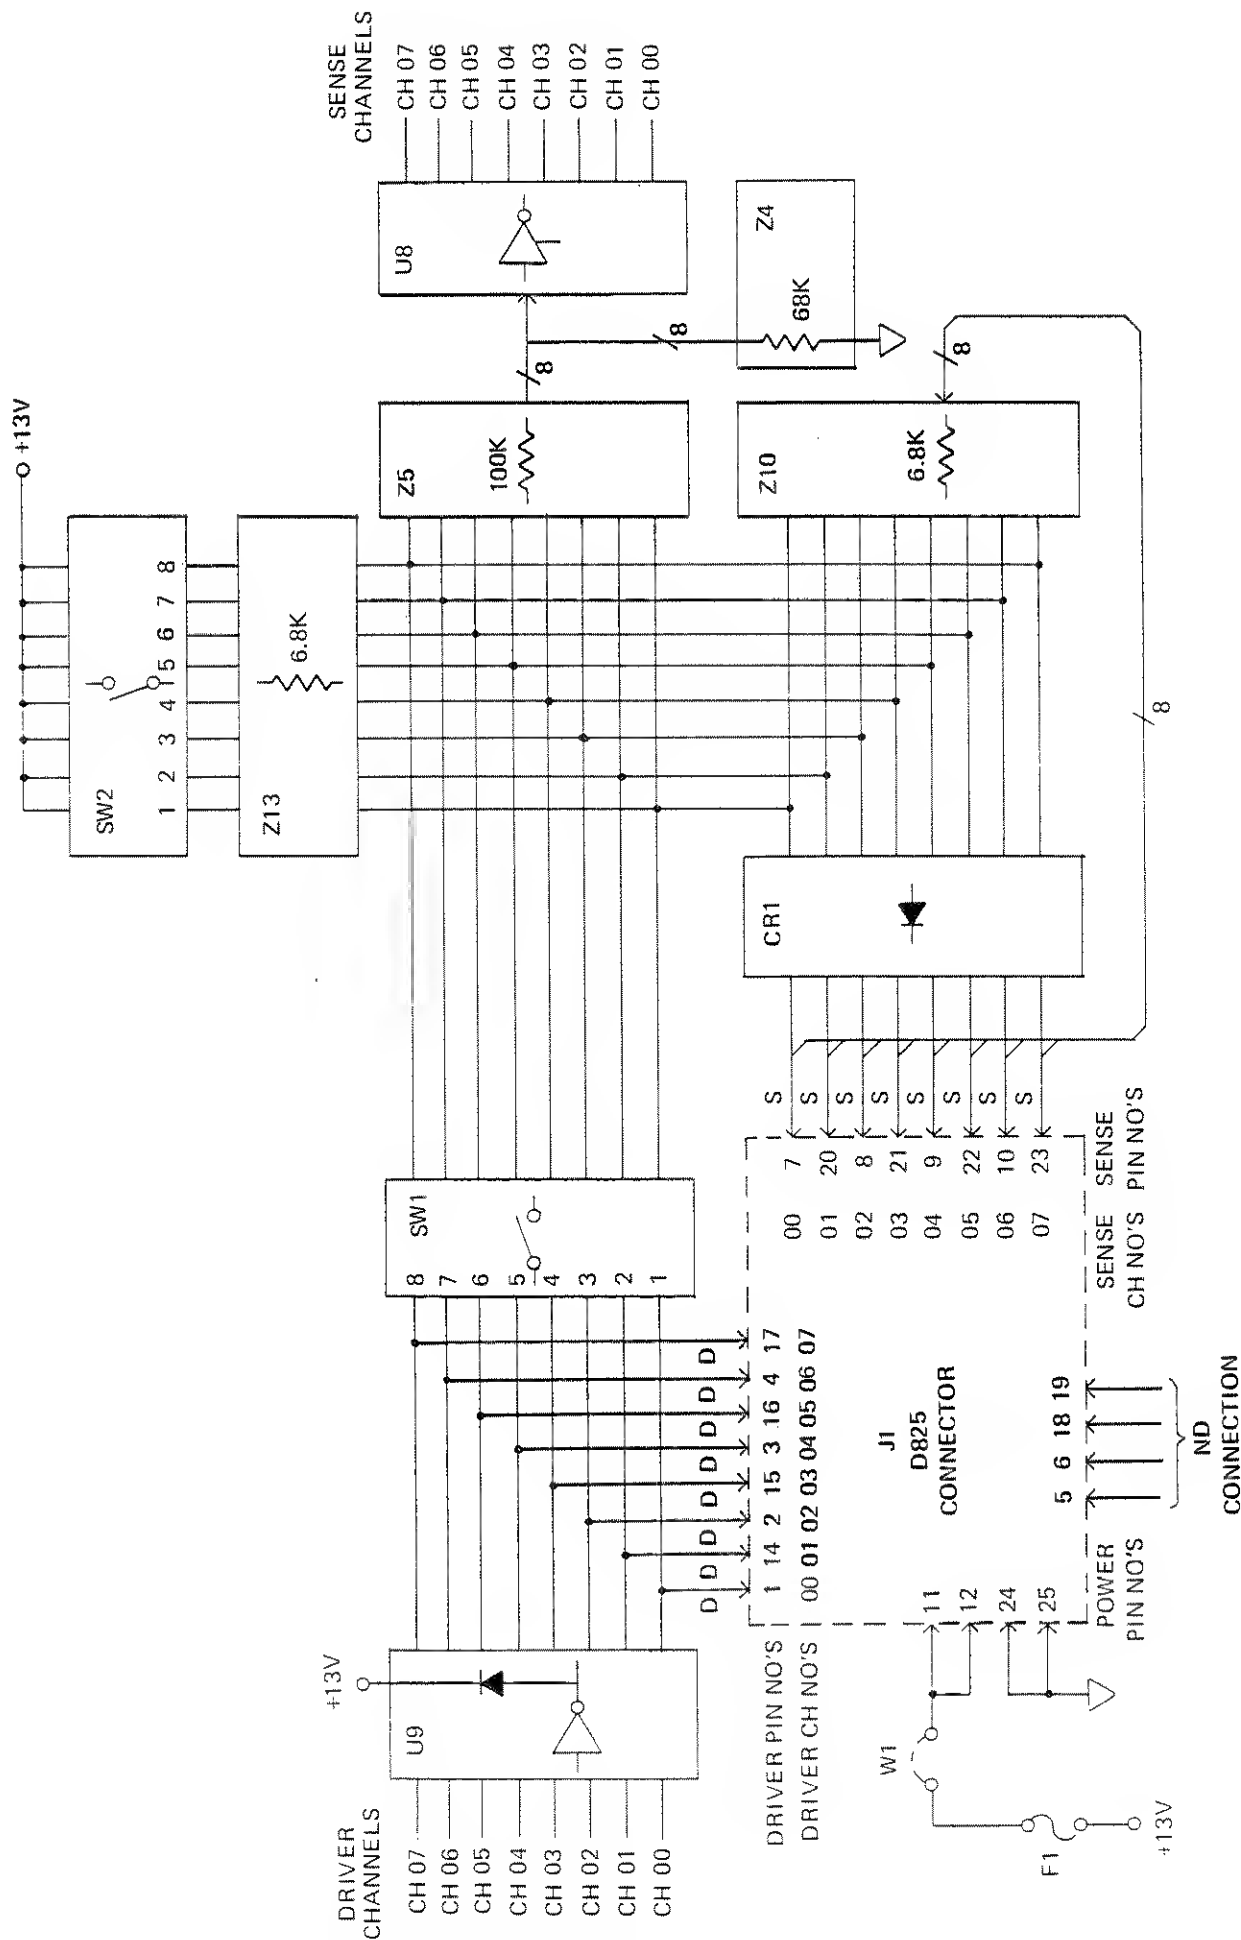 DRIVER
CHANNELS
CH 07
CH 06
CH 05
CH 04
CH 03
CH 02
CH 01
CH 00
+13V
U9
SW1
8
7
6
5
4
3
2
1
+13V
SW2
1 2 3 4 5 6 7 8
Z13
6.8K
Z5
100K
8
U8
SENSE
CHANNELS
CH 07
CH 06
CH 05
CH 04
CH 03
CH 02
CH 01
CH 00
8
Z4
68K
Z10
6.8K
8
8
CR1
S
S
S
S
S
S
S
S
D D D D D D D D
DRIVER PIN NO'S
1 14 2 15 3 16 4 17
DRIVER CH NO'S
00 01 02 03 04 05 06 07
J1
D825
CONNECTOR
00 7
01 20
02 8
03 21
04 9
05 22
06 10
07 23
SENSE SENSE
CH NO'S PIN NO'S
W1
F1
+13V
11
12
24
25
POWER
PIN NO'S
5 6 18 19
ND
CONNECTION